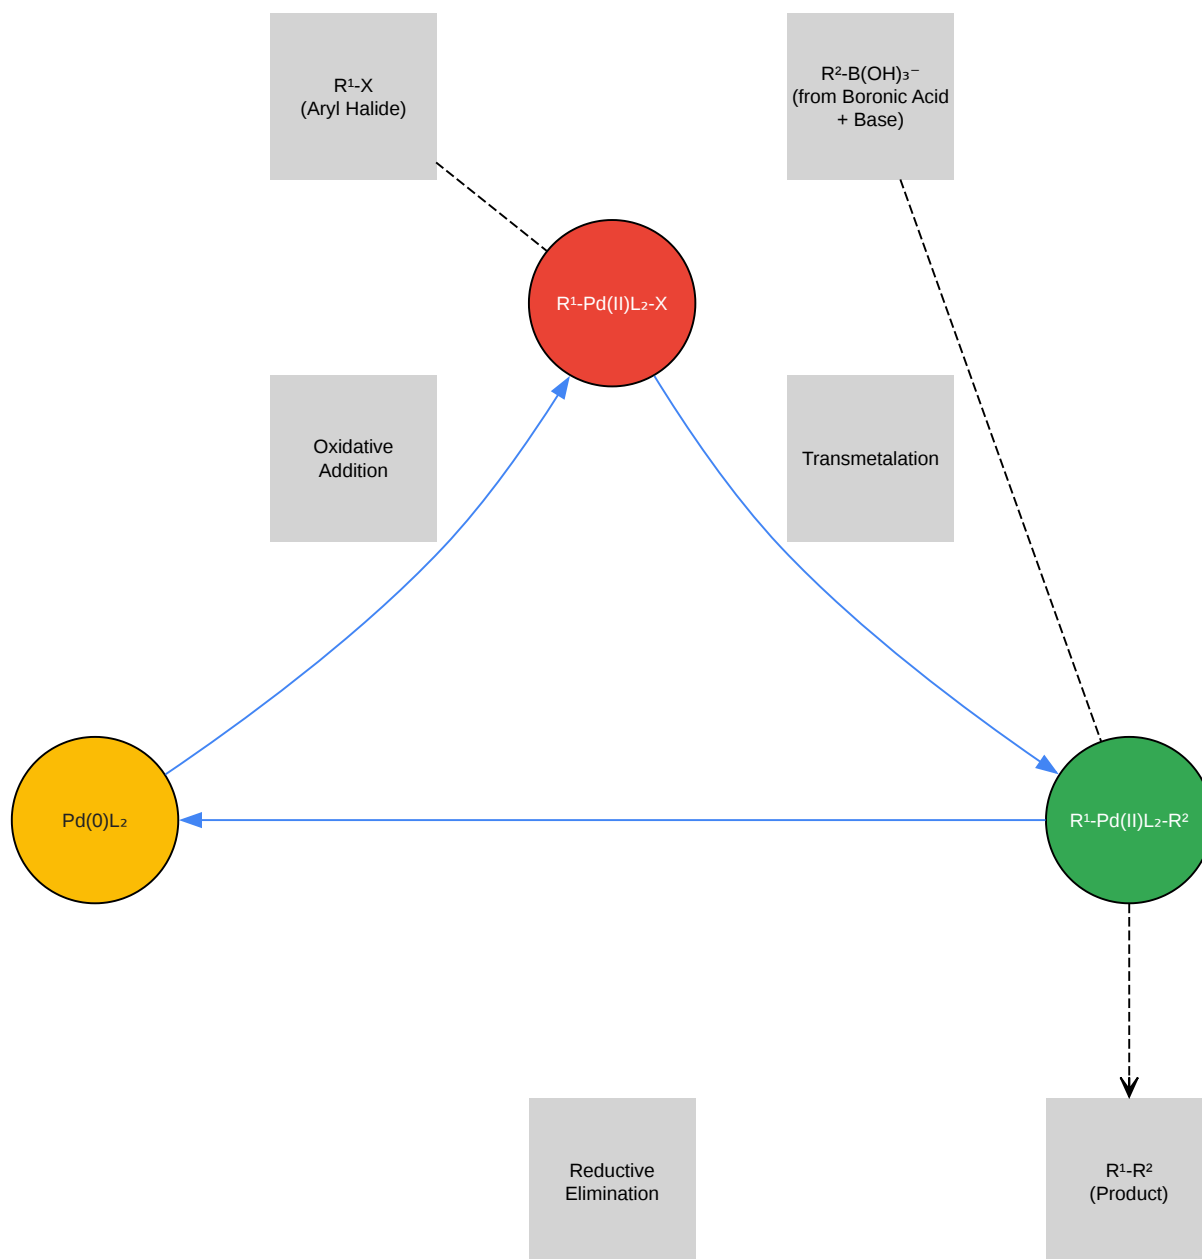 R¹-X
(Aryl Halide)
R²-B(OH)₃⁻
(from Boronic Acid
+ Base)
R¹-Pd(II)L₂-X
Oxidative
Addition
Transmetalation
Pd(0)L₂
R¹-Pd(II)L₂-R²
Reductive
Elimination
R¹-R²
(Product)